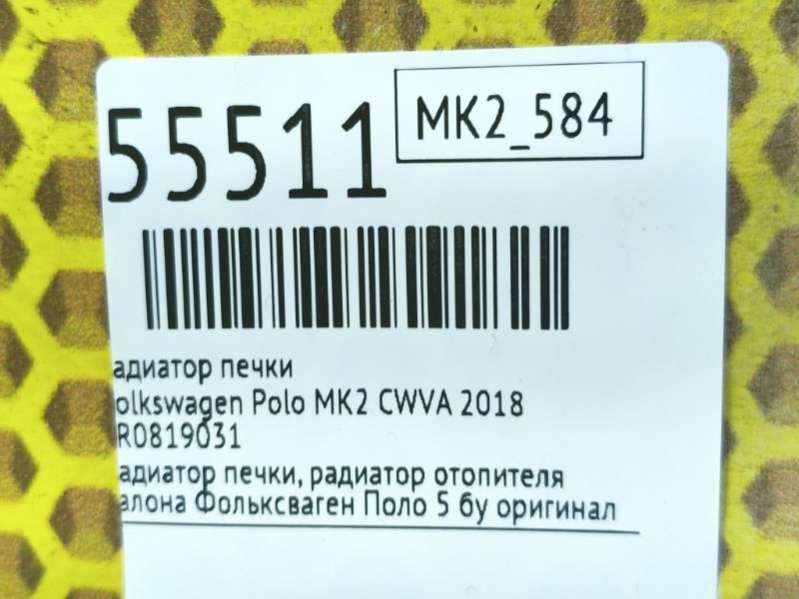 55511
MK2_584
адиатор печки
olkswagen Polo MK2 CWVA 2018
R0819031
адиатор печки, радиатор отопителя
алона Фольксваген Поло 5 бу оригинал